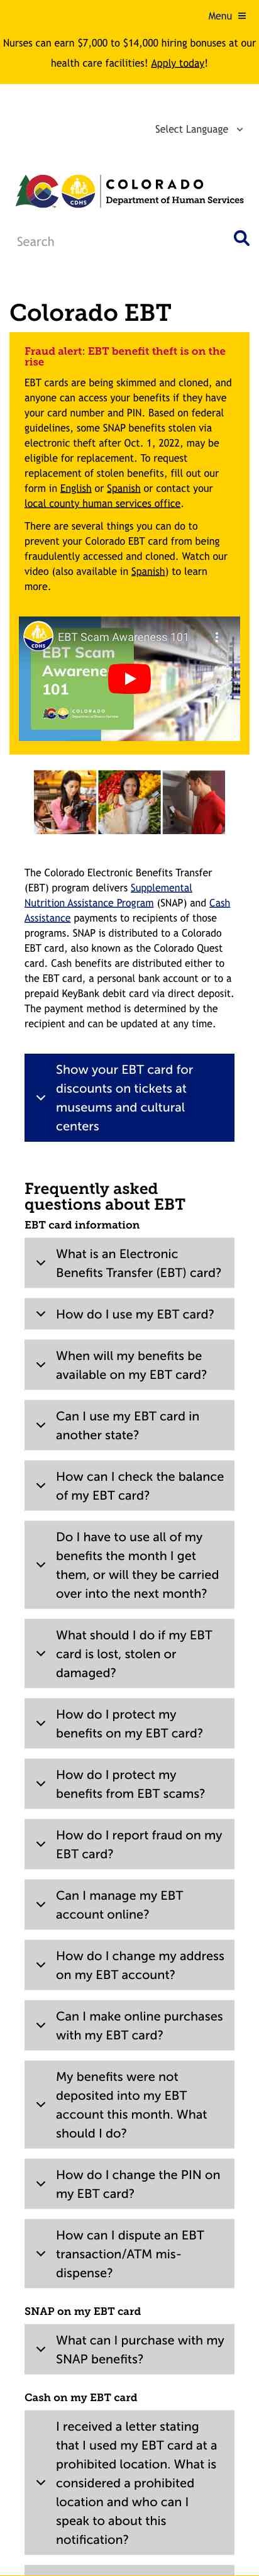 Menu ≡
Nurses can earn $7,000 to $14,000 hiring bonuses at our
health care facilities! Apply today!
Select Language
COLORADO
Department of Human Services
CDHS
Search
Colorado EBT
Fraud alert: EBT benefit theft is on the
rise
EBT cards are being skimmed and cloned, and
anyone can access your benefits if they have
your card number and PIN. Based on federal
guidelines, some SNAP benefits stolen via
electronic theft after Oct. 1, 2022, may be
eligible for replacement. To request
replacement of stolen benefits, fill out our
form in English or Spanish or contact your
local county human services office.
There are several things you can do to
prevent your Colorado EBT card from being
fraudulently accessed and cloned. Watch our
video (also available in Spanish) to learn
more.
EBT Scam Awareness 101
CDHS
EBT Scam
Awarene
101
COLORADO
The Colorado Electronic Benefits Transfer
(EBT) program delivers Supplemental
Nutrition Assistance Program (SNAP) and Cash
Assistance payments to recipients of those
programs. SNAP is distributed to a Colorado
EBT card, also known as the Colorado Quest
card. Cash benefits are distributed either to
the EBT card, a personal bank account or to a
prepaid KeyBank debit card via direct deposit.
The payment method is determined by the
recipient and can be updated at any time.
Show your EBT card for
discounts on tickets at
museums and cultural
centers
Frequently asked
questions about EBT
EBT card information
What is an Electronic
Benefits Transfer (EBT) card?
How do I use my EBT card?
When will my benefits be
available on my EBT card?
Can I use my EBT card in
another state?
How can I check the balance
of my EBT card?
Do I have to use all of my
benefits the month I get
them, or will they be carried
over into the next month?
What should I do if my EBT
card is lost, stolen or
damaged?
How do I protect my
benefits on my EBT card?
How do I protect my
benefits from EBT scams?
How do I report fraud on my
EBT card?
Can I manage my EBT
account online?
How do I change my address
on my EBT account?
Can I make online purchases
with my EBT card?
My benefits were not
deposited into my EBT
account this month. What
should I do?
How do I change the PIN on
my EBT card?
How can I dispute an EBT
transaction/ATM mis-
dispense?
SNAP on my EBT card
What can I purchase with my
SNAP benefits?
Cash on my EBT card
I received a letter stating
that I used my EBT card at a
prohibited location. What is
considered a prohibited
location and who can I
speak to about this
notification?